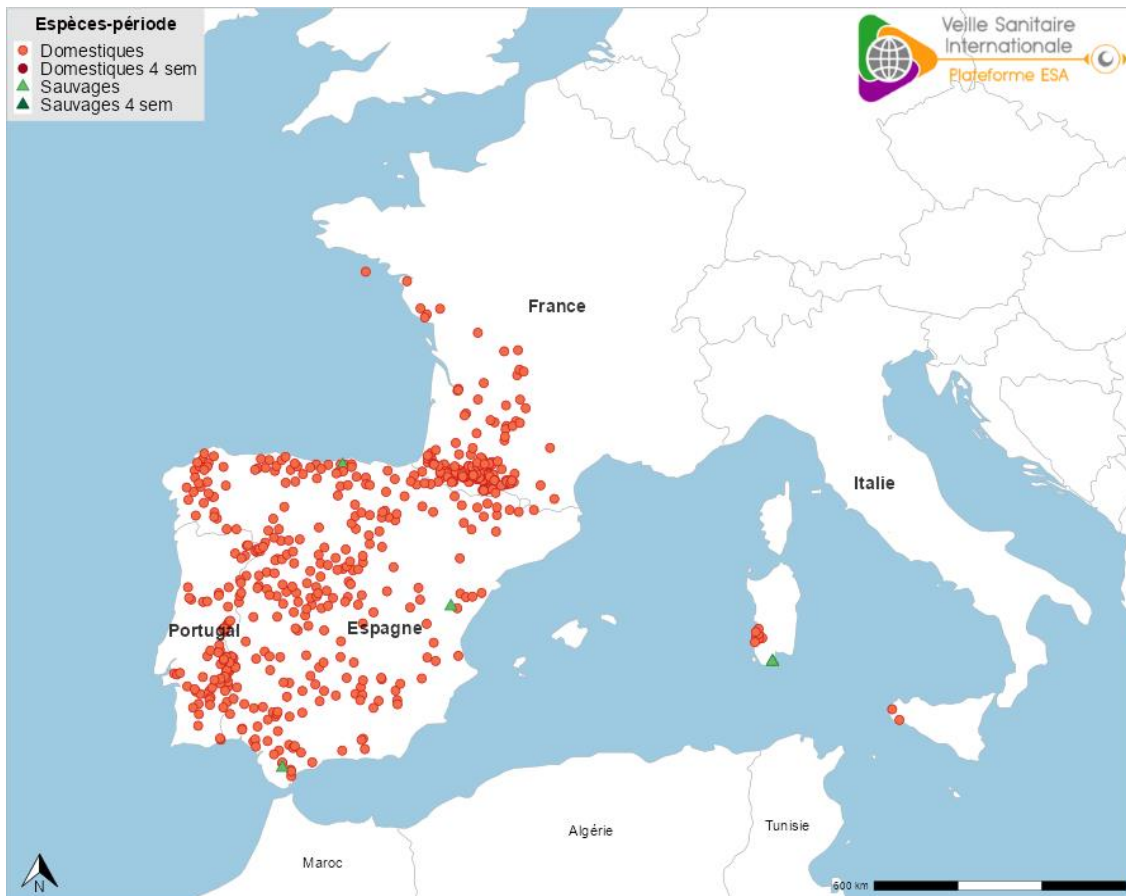 Espèces-période
Domestiques
Domestiques 4 sem
Sauvages
Sauvages 4 sem
Veille Sanitaire
Internationale
Plateforme ESA
France
Italie
Portugal
Espagne
Algérie
Tunisie
Maroc
N
600 km